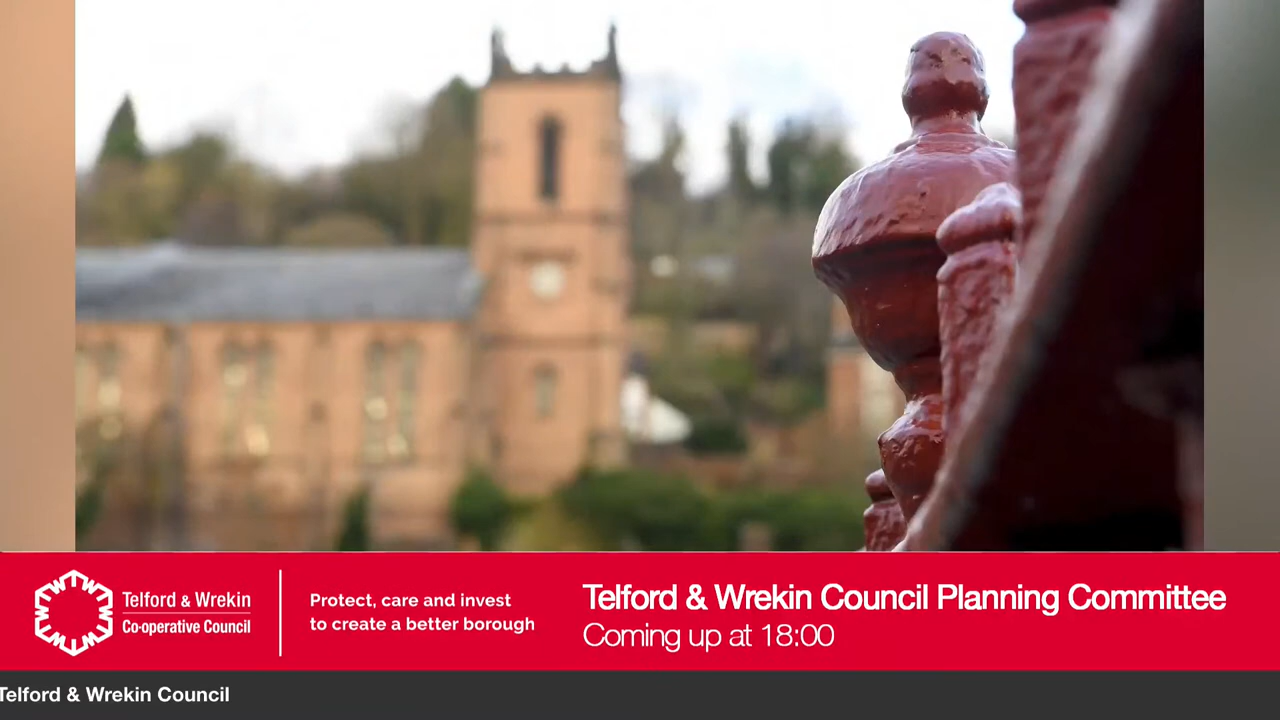 Telford & Wrekin
Co-operative Council
Protect, care and invest
to create a better borough
Telford & Wrekin Council Planning Committee
Coming up at 18:00
Telford & Wrekin Council